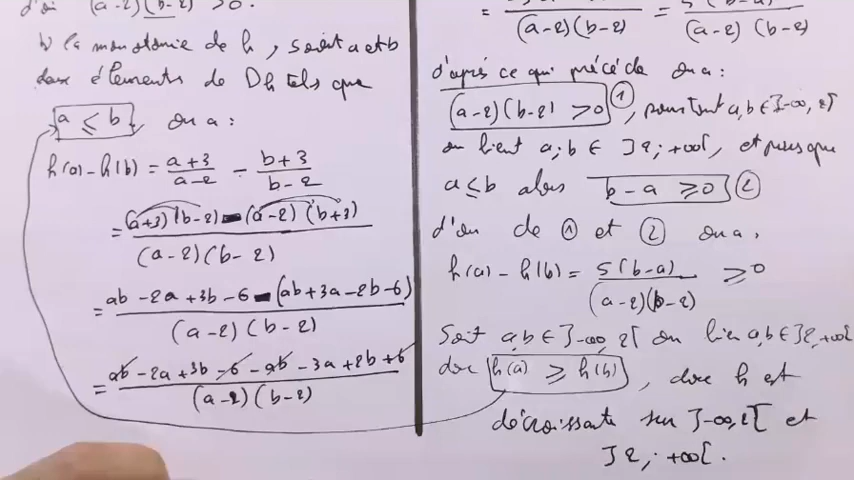 d'où (a-2)(b-2) >0.
b) la monotonie de h, soient a et b
deux éléments de Dh tels que
a ≤ b, on a :
h(a) - h(b) = a+3/a-2 - b+3/b-2
= (a+3)(b-2) - (a-2)(b+3)/(a-2)(b-2)
= ab - 2a + 3b - 6 - (ab + 3a - 2b - 6)/(a-2)(b-2)
= ab - 2a + 3b - 6 - ab - 3a + 2b + 6/(a-2)(b-2)
(a-2)(b-2) = (a-2)(b-2)
d'après ce qui précède on a :
(a-2)(b-2) >0 ①, pour tout a,b ∈ ]-∞,2[
ou bient a;b ∈ ]2;+∞[, et puisque
a ≤ b alors b-a ≥0 ②
d'où de ① et ② on a,
h(a) - h(b) = 5(b-a)/(a-2)(b-2) ≥0
Soit a,b ∈ ]-∞,2[ ou bien a,b ∈ ]2,+∞[
donc h(a) ≥ h(b), donc h est
décroissante sur ]-∞,2[ et
]2;+∞[.